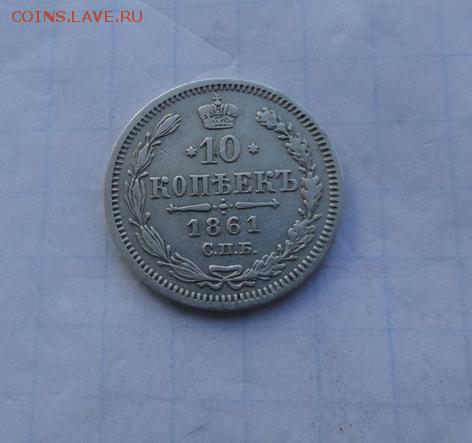 COINS.LAVE.RU
*10*
КОПѢЕКЪ
1861
С.П.Б.